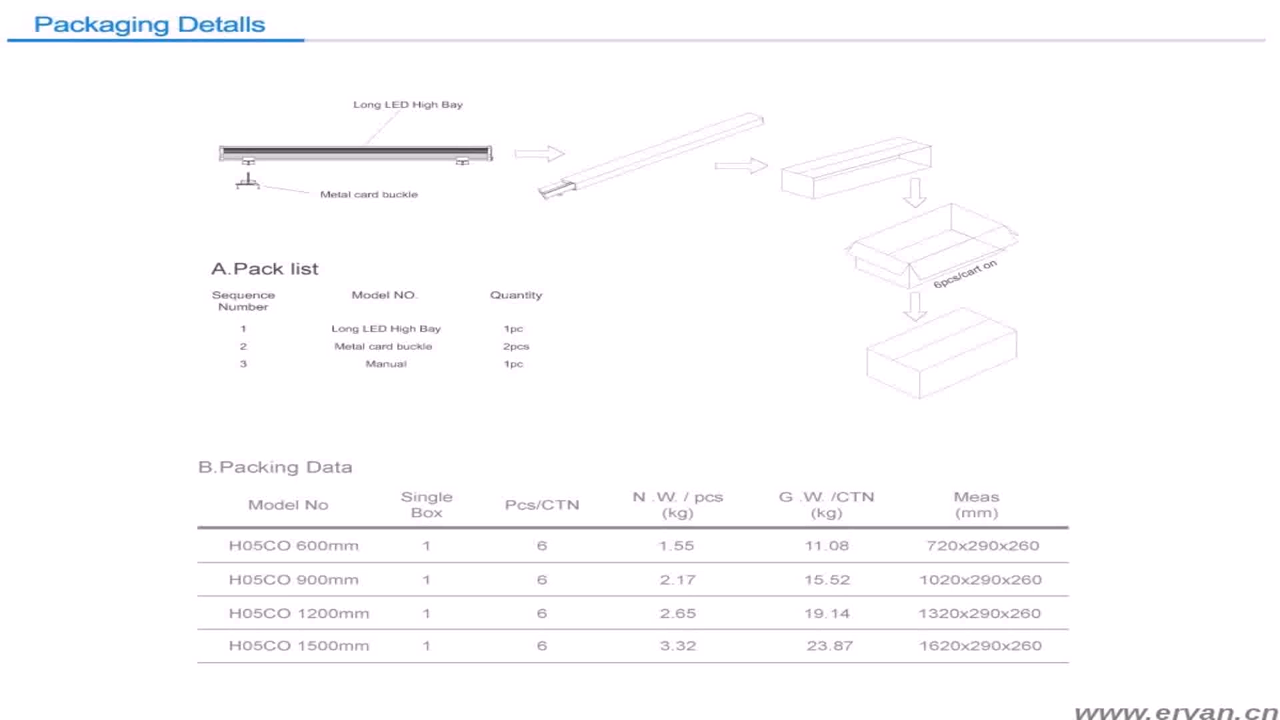 Packaging Detalls
Long LED High Bay
Metal card buckle
6pcs/cart on
A.Pack list
Sequence Number Model NO. Quantity
1 Long LED High Bay 1pc
2 Metal card buckle 2pcs
3 Manual 1pc
B.Packing Data
Model No Single Box Pcs/CTN N .W. / pcs (kg) G .W. /CTN (kg) Meas (mm)
H05CO 600mm 1 6 1.55 11.08 720x290x260
H05CO 900mm 1 6 2.17 15.52 1020x290x260
H05CO 1200mm 1 6 2.65 19.14 1320x290x260
H05CO 1500mm 1 6 3.32 23.87 1620x290x260
www.ervan.cn